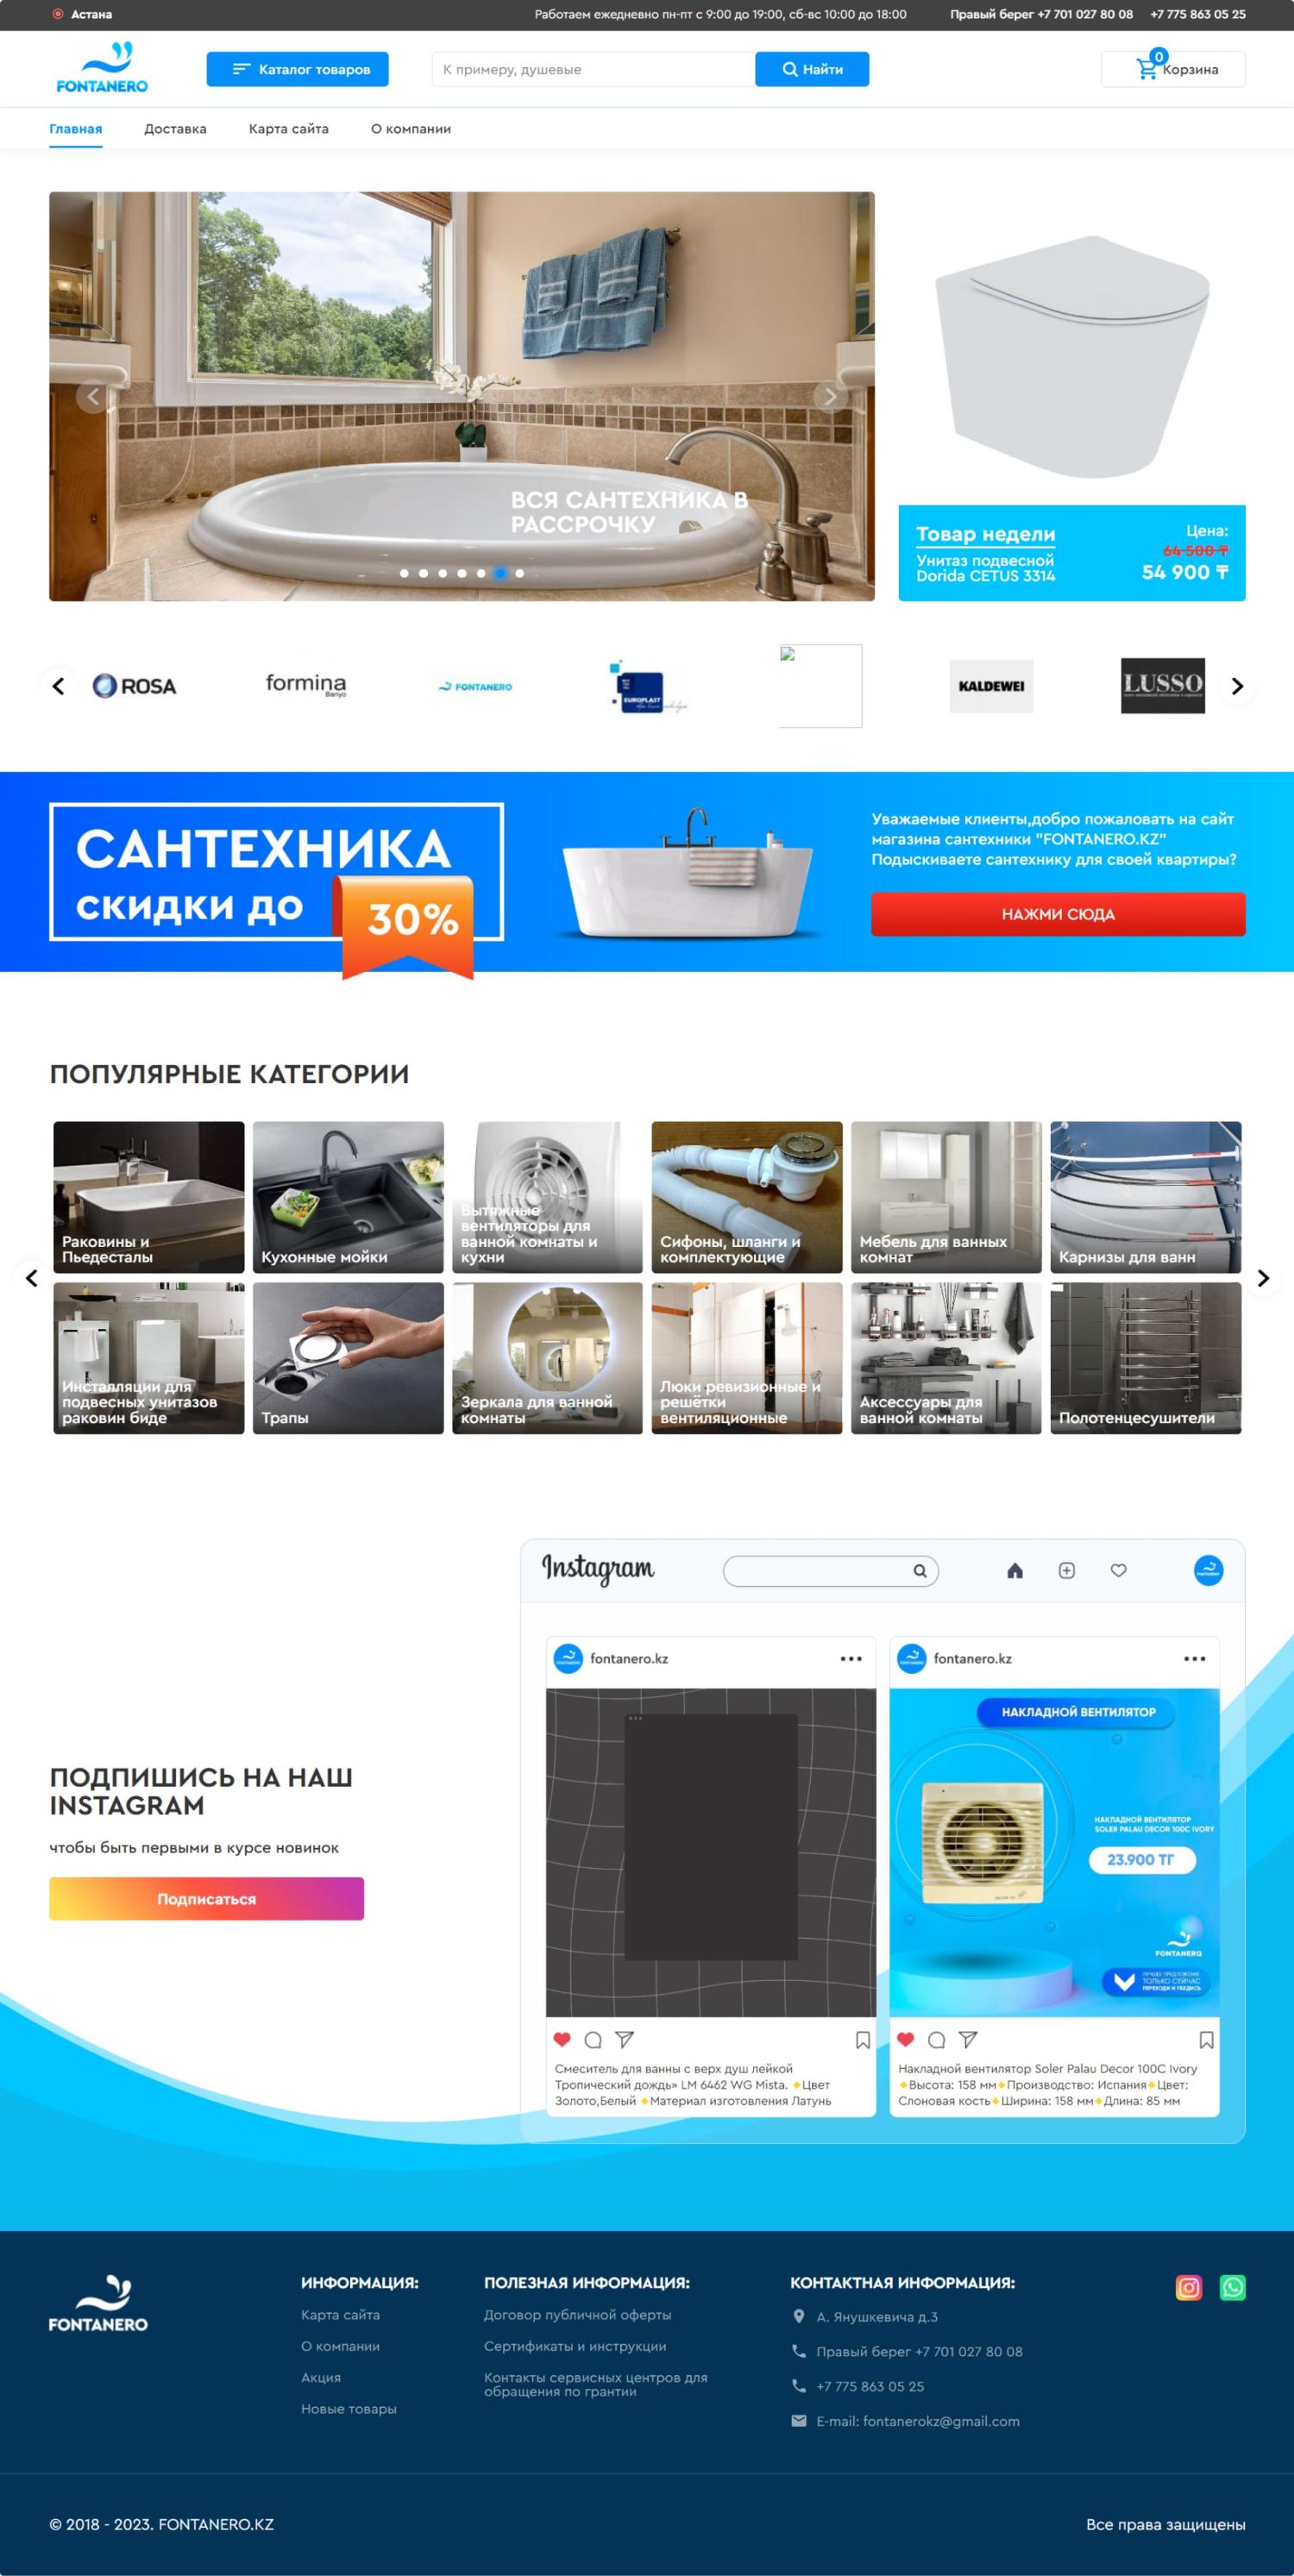 Астана
Работаем ежедневно пн-пт с 9:00 до 19:00, сб-вс 10:00 до 18:00
Правый берег +7 701 027 80 08
+7 775 863 05 25
FONTANERO
Каталог товаров
К примеру, душевые
Найти
0
Корзина
Главная
Доставка
Карта сайта
О компании
ВСЯ САНТЕХНИКА В
РАССРОЧКУ
Товар недели
Унитаз подвесной
Dorida CETUS 3314
Цена:
64 500 ₸
54 900 ₸
ROSA
formina
Banyo
FONTANERO
EUROPLAST
KALDEWEI
LUSSO
САНТЕХНИКА
СКИДКИ ДО
30%
Уважаемые клиенты,добро пожаловать на сайт
магазина сантехники "FONTANERO.KZ"
Подыскиваете сантехнику для своей квартиры?
НАЖМИ СЮДА
ПОПУЛЯРНЫЕ КАТЕГОРИИ
Раковины и
Пьедесталы
Кухонные мойки
Вытяжные
вентиляторы для
ванной комнаты и
кухни
Сифоны, шланги и
комплектующие
Мебель для ванных
комнат
Карнизы для ванн
Инсталляции для
подвесных унитазов
раковин биде
Трапы
Зеркала для ванной
комнаты
Люки ревизионные и
решётки
вентиляционные
Аксессуары для
ванной комнаты
Полотенцесушители
ПОДПИШИСЬ НА НАШ
INSTAGRAM
чтобы быть первыми в курсе новинок
Подписаться
Instagram
fontanero.kz
Смеситель для ванны с верх душ лейкой
Тропический дождь» LM 6462 WG Mista. 🔸Цвет
Золото,Белый 🔸Материал изготовления Латунь
fontanero.kz
НАКЛАДНОЙ ВЕНТИЛЯТОР
НАКЛАДНОЙ ВЕНТИЛЯТОР
SOLER PALAU DECOR 100C IVORY
23.900 ТГ
FONTANERO
ЛУЧШЕЕ ПРЕДЛОЖЕНИЕ
ТОЛЬКО СЕЙЧАС
ПЕРЕХОДИ И УБЕДИСЬ
Накладной вентилятор Soler Palau Decor 100C Ivory
🔸Высота: 158 мм🔸Производство: Испания🔸Цвет:
Слоновая кость🔸Ширина: 158 мм🔸Длина: 85 мм
FONTANERO
ИНФОРМАЦИЯ:
Карта сайта
О компании
Акция
Новые товары
ПОЛЕЗНАЯ ИНФОРМАЦИЯ:
Договор публичной оферты
Сертификаты и инструкции
Контакты сервисных центров для
обращения по грантии
КОНТАКТНАЯ ИНФОРМАЦИЯ:
А. Янушкевича д.3
Правый берег +7 701 027 80 08
+7 775 863 05 25
E-mail: fontanerokz@gmail.com
© 2018 - 2023. FONTANERO.KZ
Все права защищены